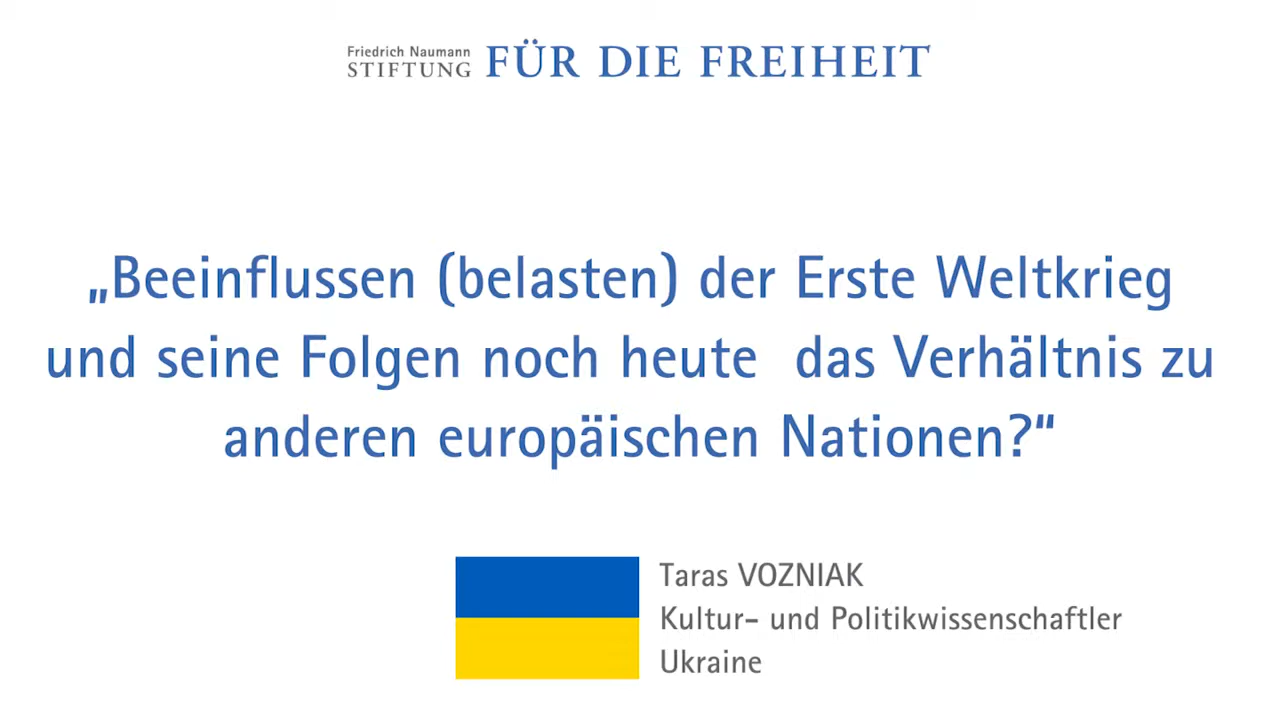 Friedrich Naumann
STIFTUNG FÜR DIE FREIHEIT
„Beeinflussen (belasten) der Erste Weltkrieg
und seine Folgen noch heute das Verhältnis zu
anderen europäischen Nationen?“
Taras VOZNIAK
Kultur- und Politikwissenschaftler
Ukraine